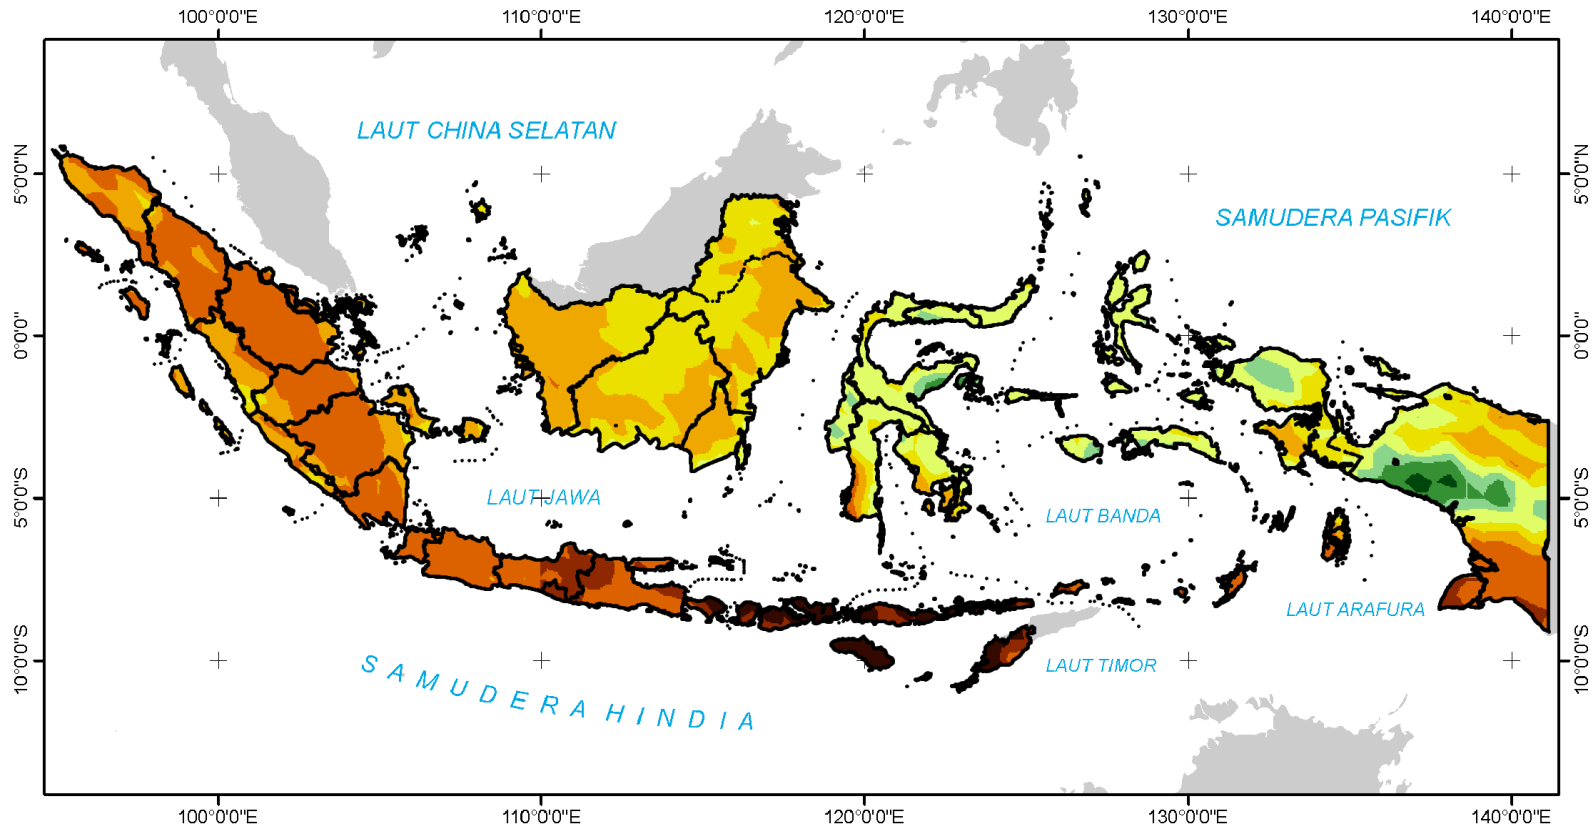 100°0'0"E 110°0'0"E 120°0'0"E 130°0'0"E 140°0'0"E
LAUT CHINA SELATAN
5°0'0"N 5°0'0"N
SAMUDERA PASIFIK
0°0'0" 0°0'0"
LAUT JAWA
5°0'0"S 5°0'0"S
LAUT BANDA
LAUT ARAFURA
10°0'0"S 10°0'0"S
LAUT TIMOR
SAMUDERA HINDIA
100°0'0"E 110°0'0"E 120°0'0"E 130°0'0"E 140°0'0"E